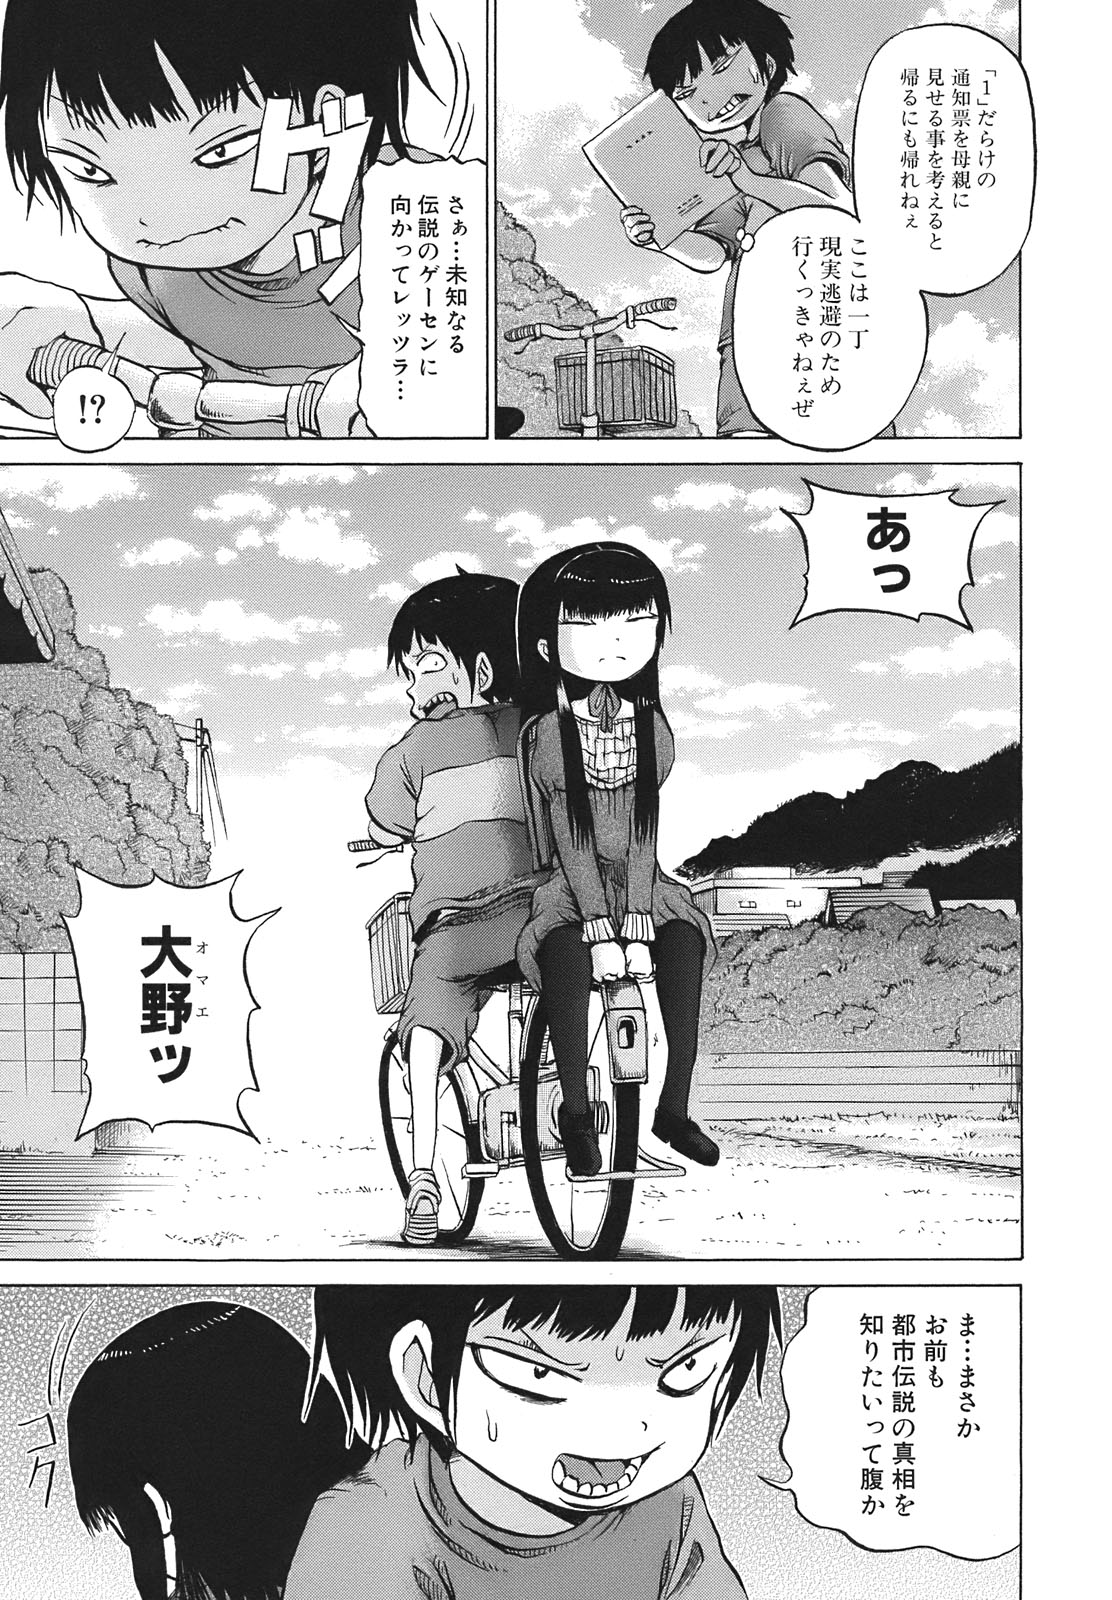 「1」だらけの
通知票を母親に
見せる事を考えると
帰るにも帰れねぇ
ここは一丁
現実逃避のため
行くっきゃねぇぜ
ガシ
さぁ…未知なる
伝説のゲーセンに
向かってレッツラ…
!?
あっ
大野ッ
オマエ
ま…まさか
お前も
都市伝説の真相を
知りたいって腹か
コク